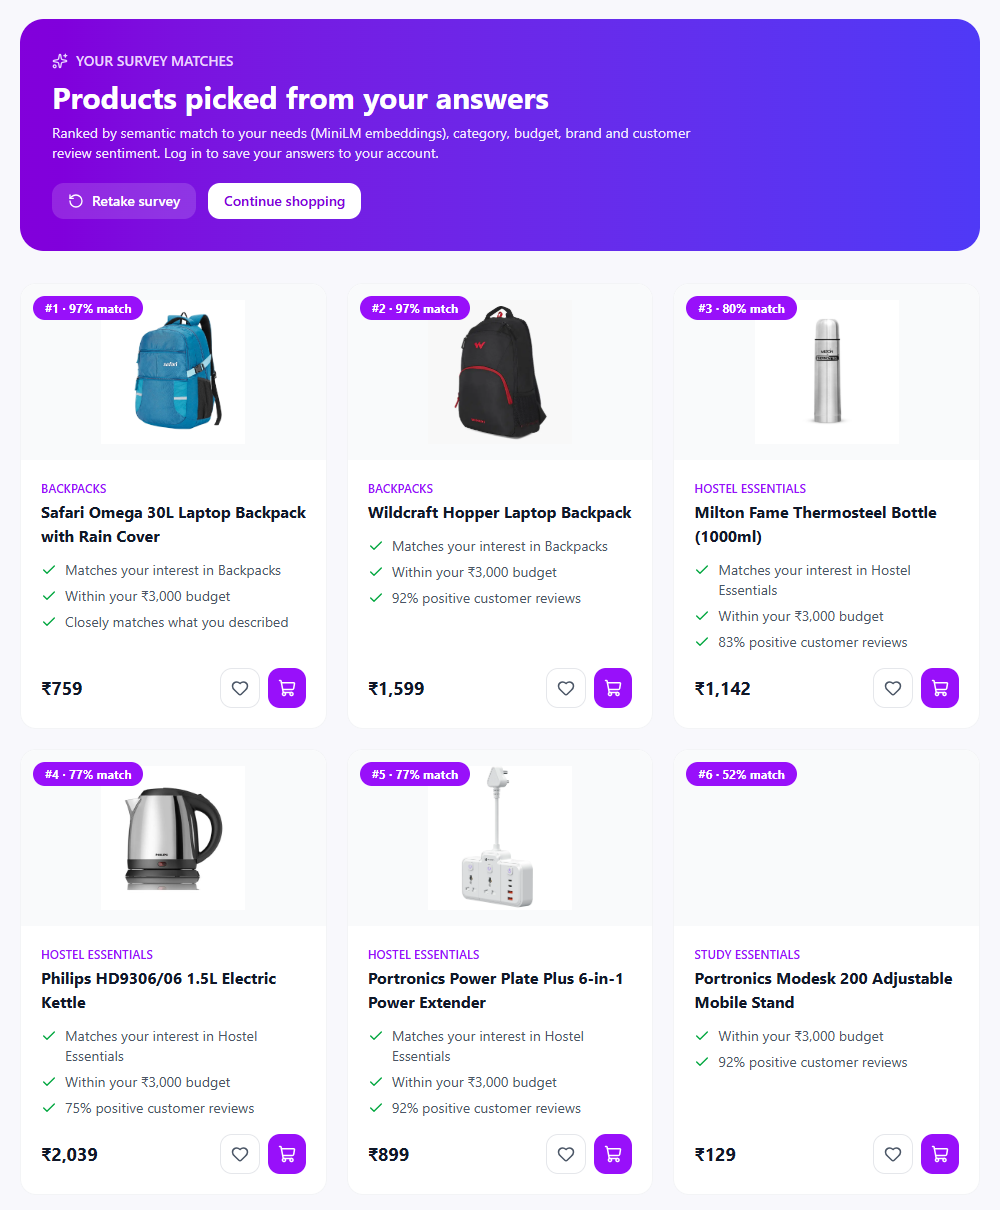 YOUR SURVEY MATCHES
Products picked from your answers
Ranked by semantic match to your needs (MiniLM embeddings), category, budget, brand and customer
review sentiment. Log in to save your answers to your account.
Retake survey
Continue shopping
#1 · 97% match
safari
BACKPACKS
Safari Omega 30L Laptop Backpack
with Rain Cover
Matches your interest in Backpacks
Within your ₹3,000 budget
Closely matches what you described
₹759
#2 · 97% match
BACKPACKS
Wildcraft Hopper Laptop Backpack
Matches your interest in Backpacks
Within your ₹3,000 budget
92% positive customer reviews
₹1,599
#3 · 80% match
HOSTEL ESSENTIALS
Milton Fame Thermosteel Bottle
(1000ml)
Matches your interest in Hostel
Essentials
Within your ₹3,000 budget
83% positive customer reviews
₹1,142
#4 · 77% match
PHILIPS
HOSTEL ESSENTIALS
Philips HD9306/06 1.5L Electric
Kettle
Matches your interest in Hostel
Essentials
Within your ₹3,000 budget
75% positive customer reviews
₹2,039
#5 · 77% match
HOSTEL ESSENTIALS
Portronics Power Plate Plus 6-in-1
Power Extender
Matches your interest in Hostel
Essentials
Within your ₹3,000 budget
92% positive customer reviews
₹899
#6 · 52% match
STUDY ESSENTIALS
Portronics Modesk 200 Adjustable
Mobile Stand
Within your ₹3,000 budget
92% positive customer reviews
₹129